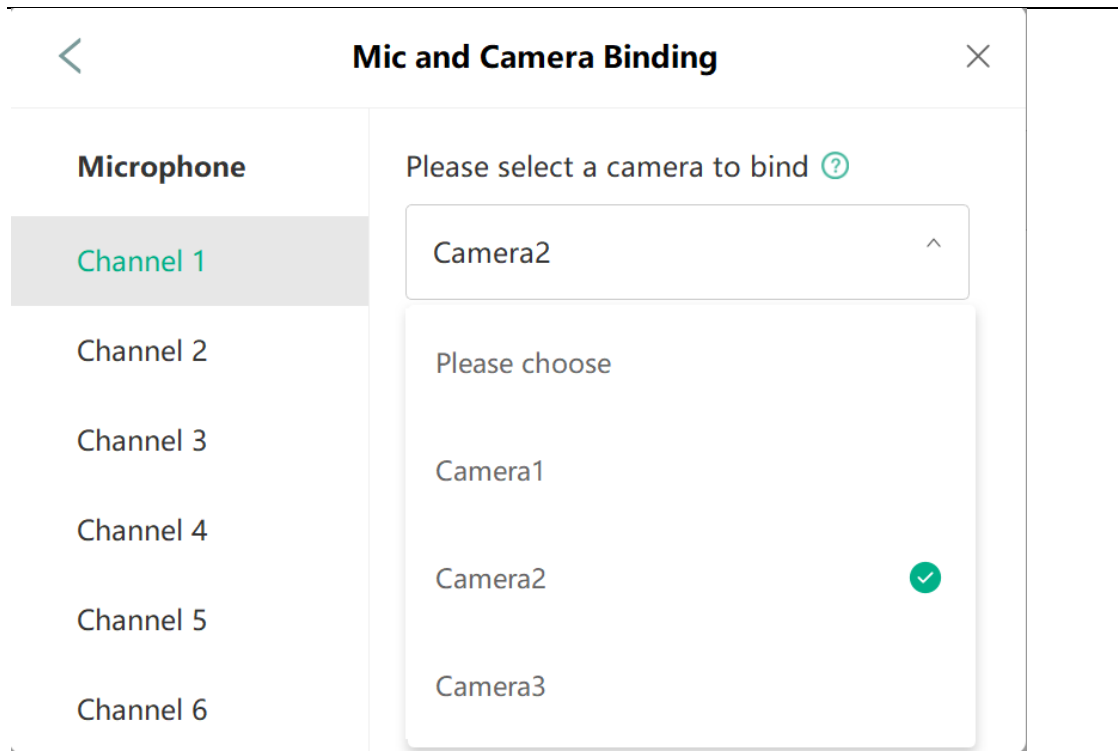 Mic and Camera Binding
Microphone
Channel 1
Channel 2
Channel 3
Channel 4
Channel 5
Channel 6
Please select a camera to bind ?
Camera2
Please choose
Camera1
Camera2
Camera3